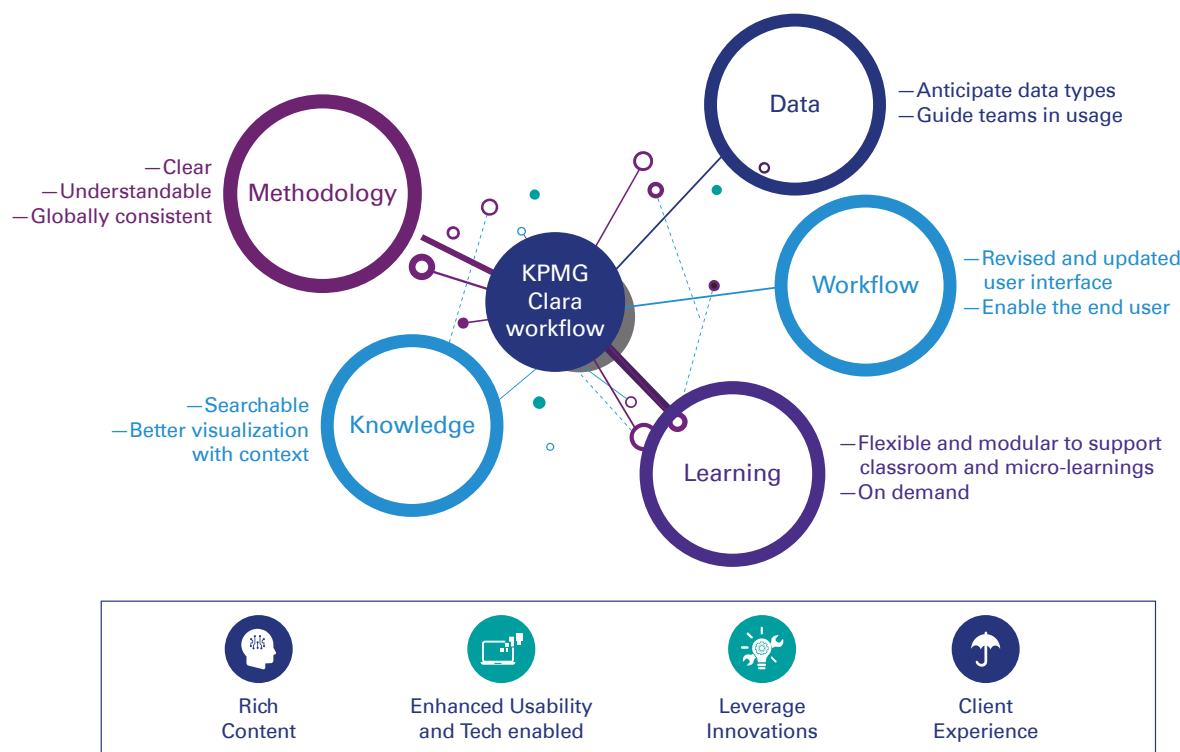 Data
—Anticipate data types
—Guide teams in usage
Methodology
—Clear
—Understandable
—Globally consistent
KPMG
Clara
workflow
Workflow
—Revised and updated
user interface
—Enable the end user
Knowledge
—Searchable
—Better visualization
with context
Learning
—Flexible and modular to support
classroom and micro-learnings
—On demand
Rich
Content
Enhanced Usability
and Tech enabled
Leverage
Innovations
Client
Experience